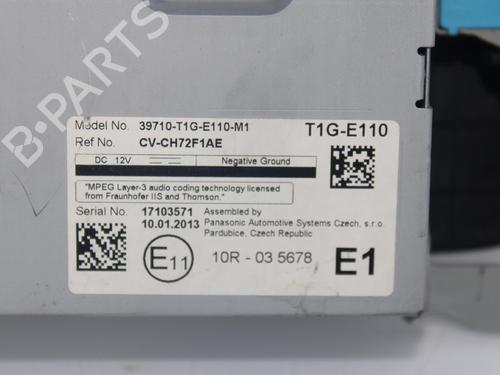 Model No. 39710-T1G-E110-M1 T1G-E110
Ref No. CV-CH72F1AE
DC 12V Negative Ground
"MPEG Layer-3 audio coding technology licensed
from Fraunhofer IIS and Thomson."
Serial No. 17103571 Assembled by
10.01.2013 Panasonic Automotive Systems Czech, s.r.o.
Pardubice, Czech Republic
E11 10R - 03 5678 E1
B-PARTS